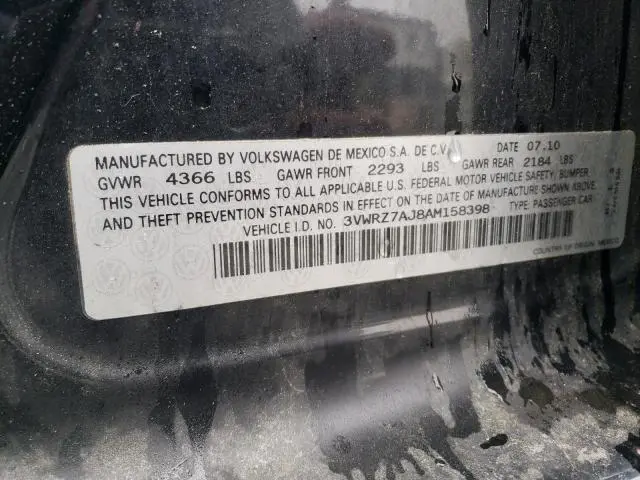 MANUFACTURED BY VOLKSWAGEN DE MEXICO S.A. DE C.V. DATE 07.10
GVWR 4366 LBS GAWR FRONT 2293 LBS GAWR REAR 2184 LBS
THIS VEHICLE CONFORMS TO ALL APPLICABLE U.S. FEDERAL MOTOR VEHICLE SAFETY, BUMPER,
AND THEFT PREVENTION STANDARDS IN EFFECT ON THE DATE OF MANUFACTURE SHOWN ABOVE.
VEHICLE I.D. NO. 3VWRZ7AJ8AM158398 TYPE: PASSENGER CAR
COUNTRY OF ORIGIN: MEXICO